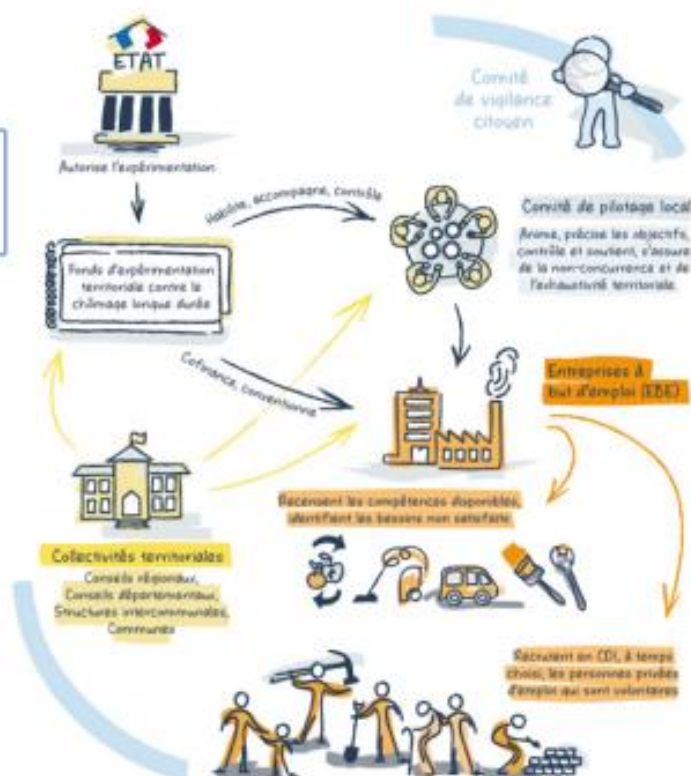 ETAT
Autorise l'expérimentation
Comité
de vigilance
citoyen
Habilite, accompagne, contrôle
Fonds d'expérimentation
territoriale contre le
chômage longue durée
Comité de pilotage local
Anime, précise les objectifs,
contrôle et soutient, s'assure
de la non-concurrence et de
l'exhaustivité territoriale.
Cofinance, conventionne
Entreprises à
but d'emploi (EBE)
Recensent les compétences disponibles,
identifient les besoins non satisfaits
Collectivités territoriales
Conseils régionaux,
Conseils départementaux,
Structures intercommunales,
Communes
Recrutent en CDI, à temps
choisi, les personnes privées
d'emploi qui sont volontaires